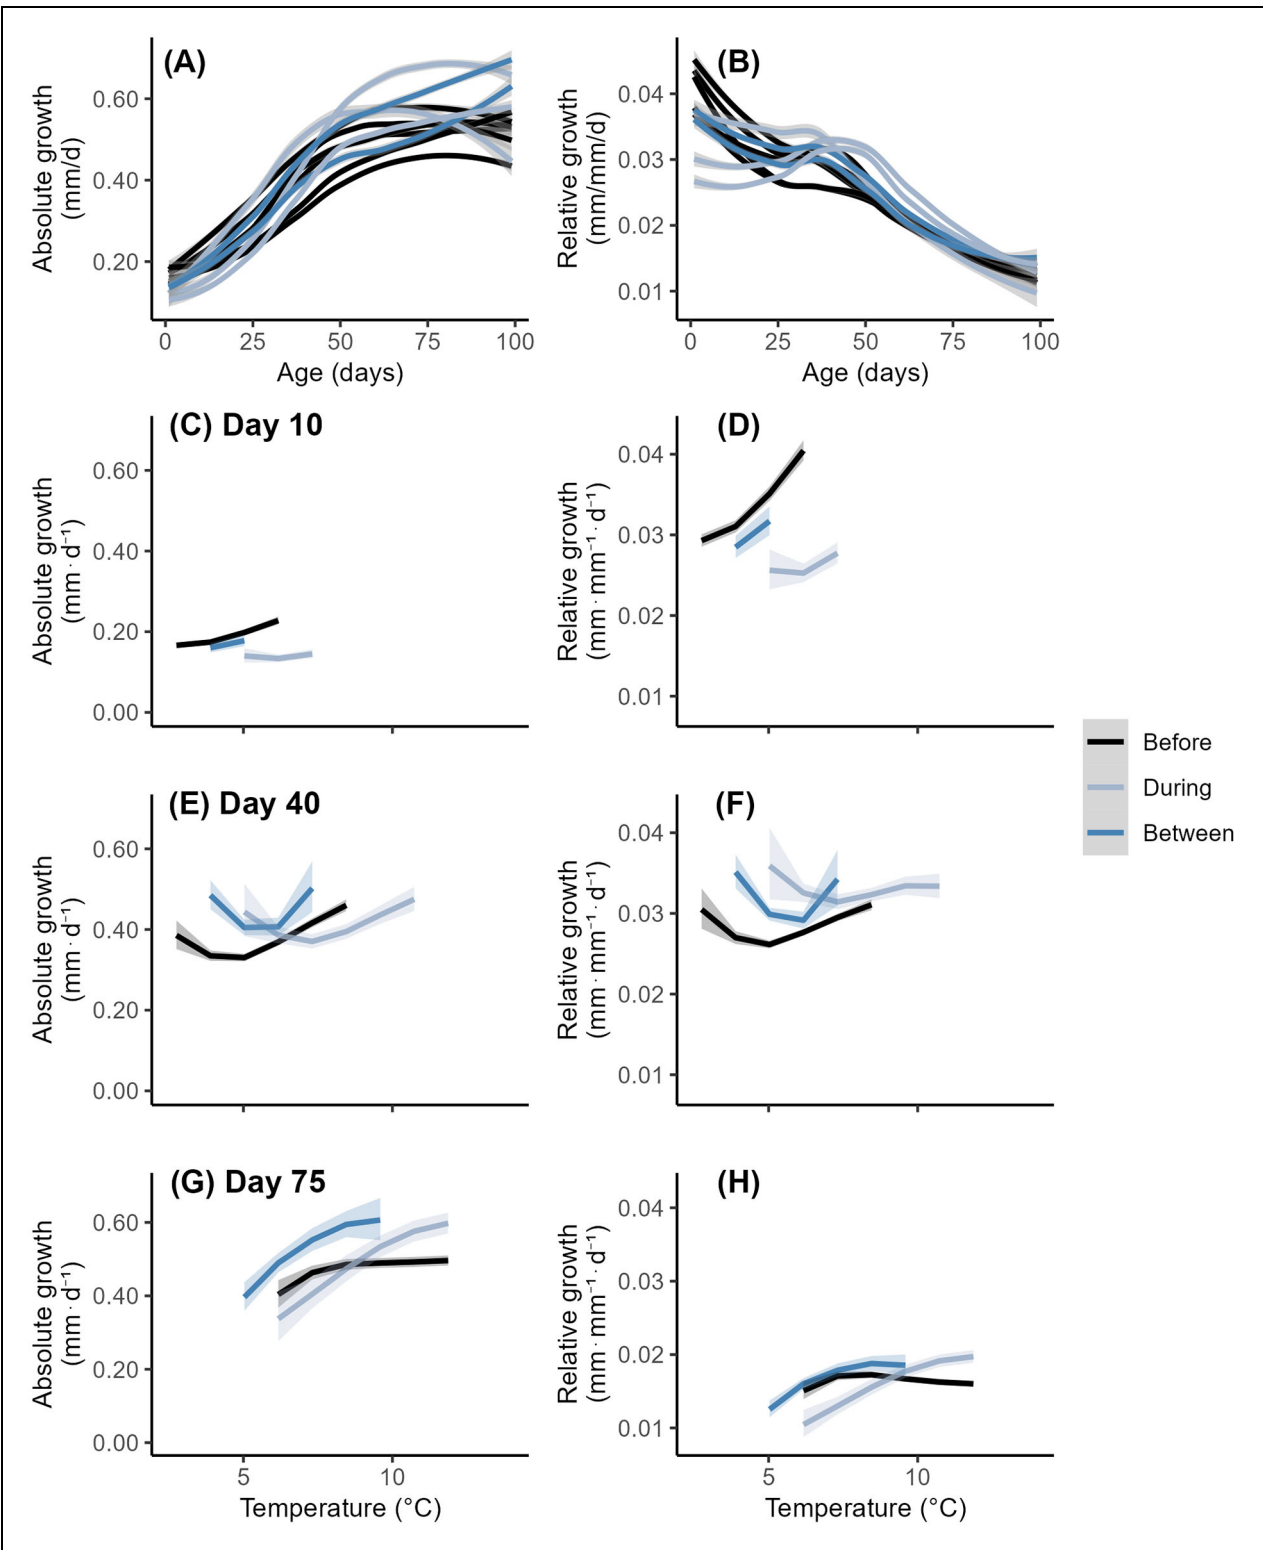 (A)
Absolute growth
(mm/d)
0.60
0.40
0.20
0
25
50
75
100
Age (days)
(B)
Relative growth
(mm/mm/d)
0.04
0.03
0.02
0.01
0
25
50
75
100
Age (days)
(C) Day 10
Absolute growth
(mm · d⁻¹)
0.60
0.40
0.20
0.00
(D)
Relative growth
(mm · mm⁻¹ · d⁻¹)
0.04
0.03
0.02
0.01
Before
During
Between
(E) Day 40
Absolute growth
(mm · d⁻¹)
0.60
0.40
0.20
0.00
(F)
Relative growth
(mm · mm⁻¹ · d⁻¹)
0.04
0.03
0.02
0.01
(G) Day 75
Absolute growth
(mm · d⁻¹)
0.60
0.40
0.20
0.00
5
10
Temperature (°C)
(H)
Relative growth
(mm · mm⁻¹ · d⁻¹)
0.04
0.03
0.02
0.01
5
10
Temperature (°C)